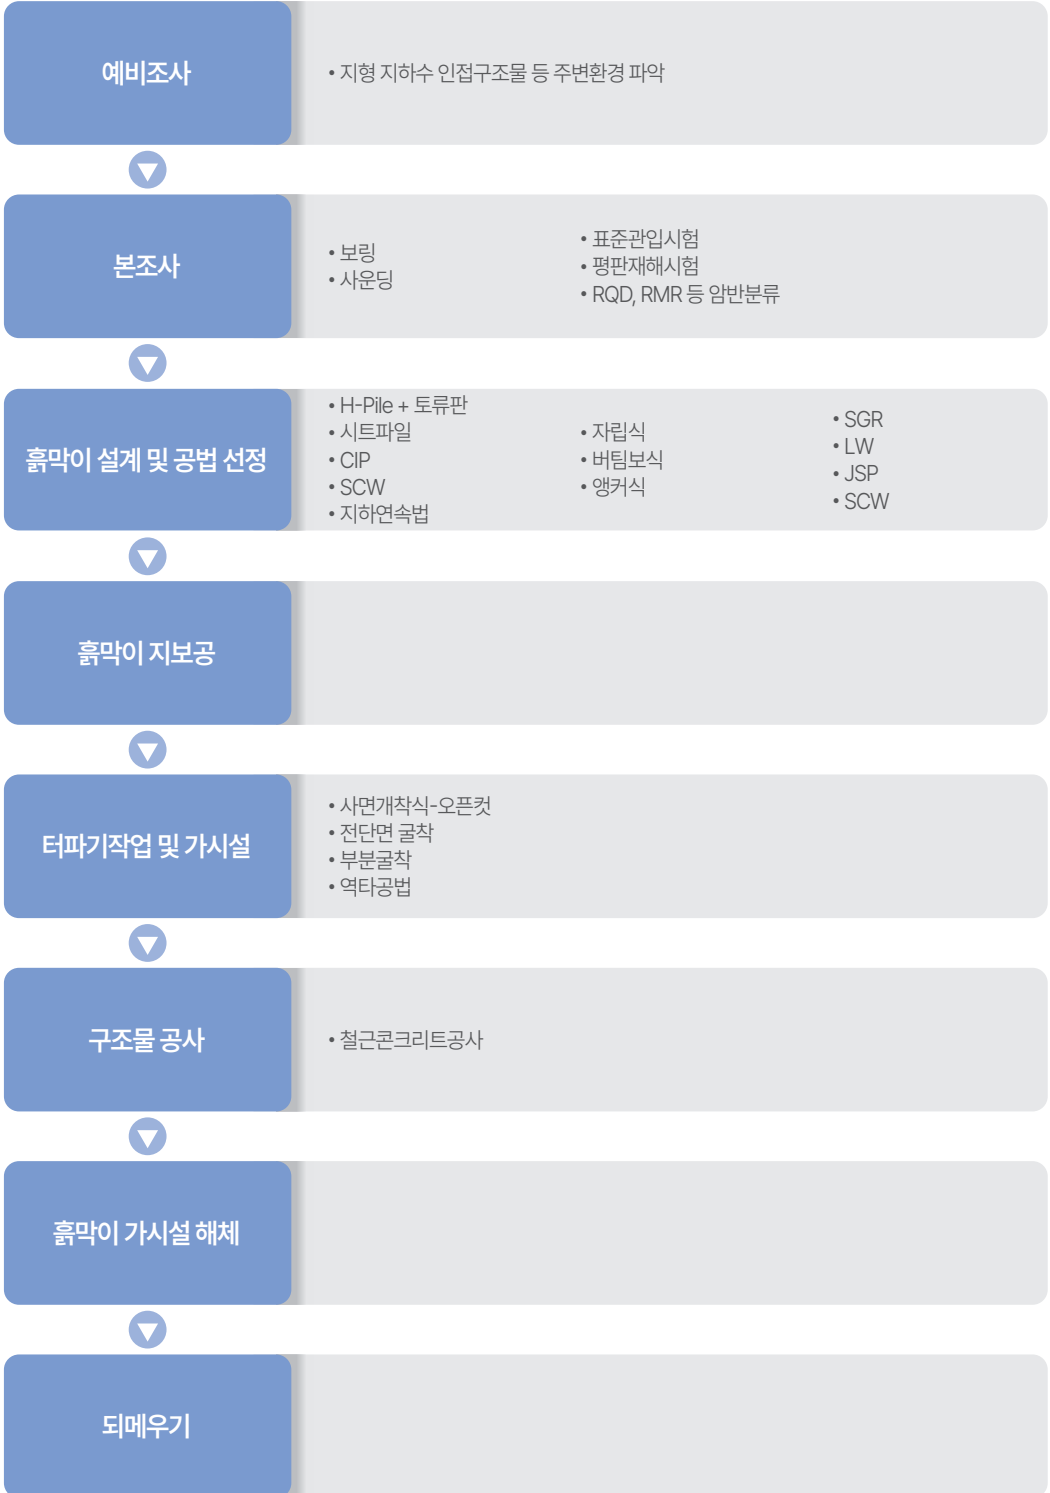 예비조사
• 지형 지하수 인접구조물 등 주변환경 파악
본조사
• 보링
• 사운딩
• 표준관입시험
• 평판재해시험
• RQD, RMR 등 암반분류
흙막이 설계 및 공법 선정
• H-Pile + 토류판
• 시트파일
• CIP
• SCW
• 지하연속법
• 자립식
• 버팀보식
• 앵커식
• SGR
• LW
• JSP
• SCW
흙막이 지보공
터파기작업 및 가시설
• 사면개착식-오픈컷
• 전단면 굴착
• 부분굴착
• 역타공법
구조물 공사
• 철근콘크리트공사
흙막이 가시설 해체
되메우기